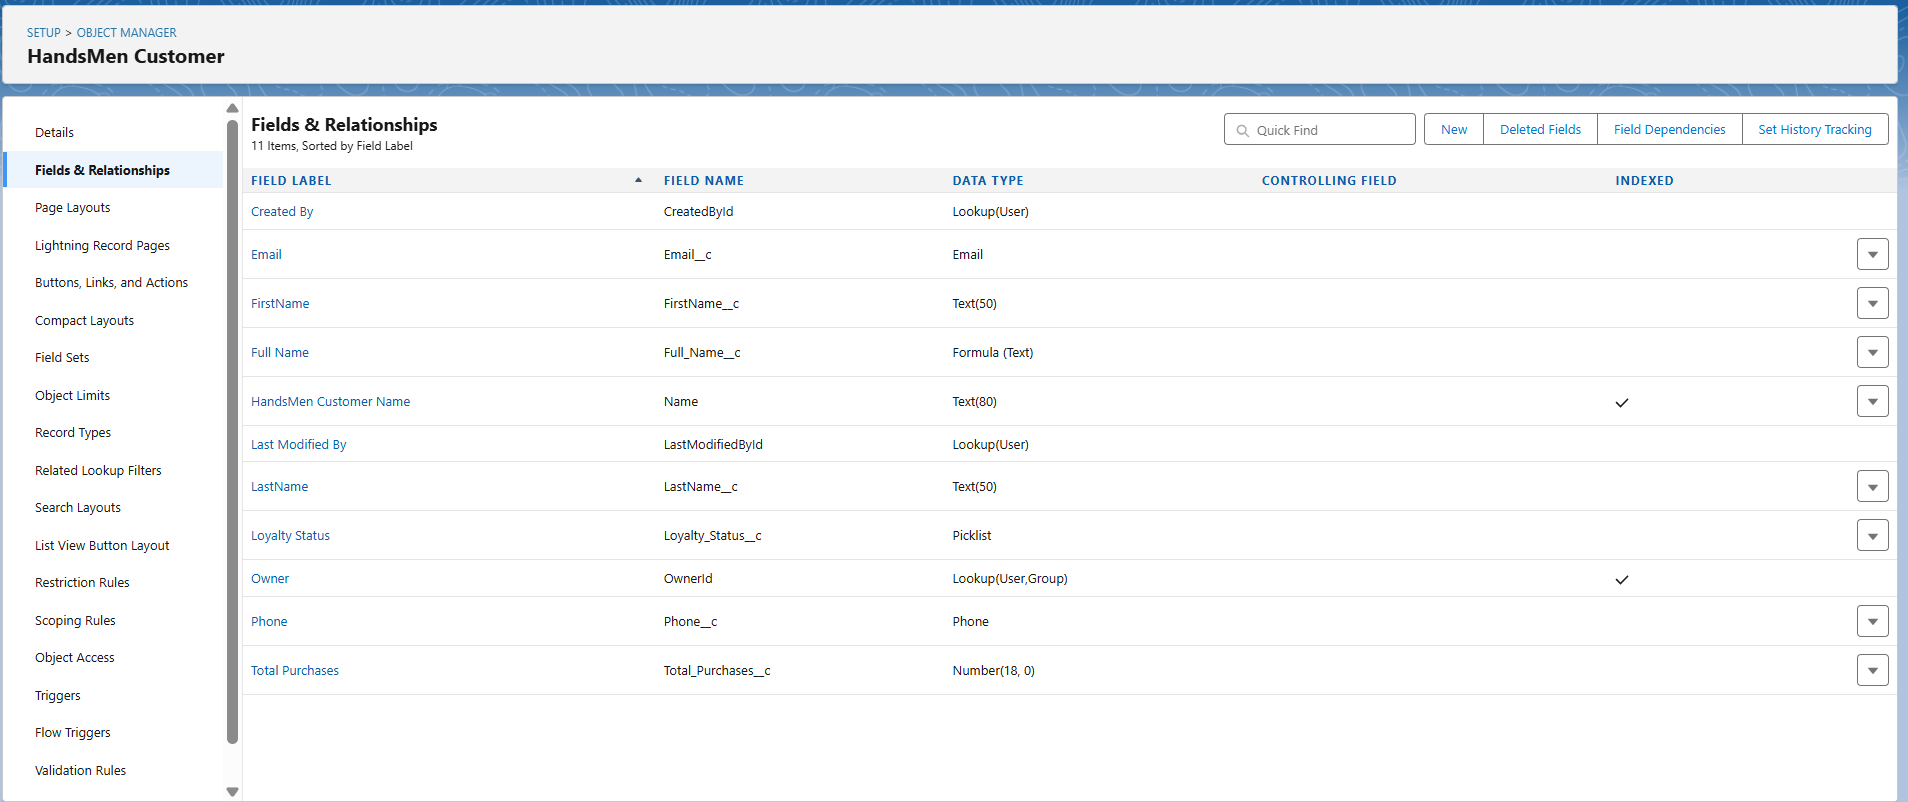 SETUP > OBJECT MANAGER
HandsMen Customer
Details
Fields & Relationships
Page Layouts
Lightning Record Pages
Buttons, Links, and Actions
Compact Layouts
Field Sets
Object Limits
Record Types
Related Lookup Filters
Search Layouts
List View Button Layout
Restriction Rules
Scoping Rules
Object Access
Triggers
Flow Triggers
Validation Rules
Fields & Relationships
11 Items, Sorted by Field Label
Quick Find
New
Deleted Fields
Field Dependencies
Set History Tracking
FIELD LABEL FIELD NAME DATA TYPE CONTROLLING FIELD INDEXED
Created By CreatedById Lookup(User)
Email Email__c Email
FirstName FirstName__c Text(50)
Full Name Full_Name__c Formula (Text)
HandsMen Customer Name Name Text(80)
Last Modified By LastModifiedById Lookup(User)
LastName LastName__c Text(50)
Loyalty Status Loyalty_Status__c Picklist
Owner OwnerId Lookup(User,Group)
Phone Phone__c Phone
Total Purchases Total_Purchases__c Number(18, 0)